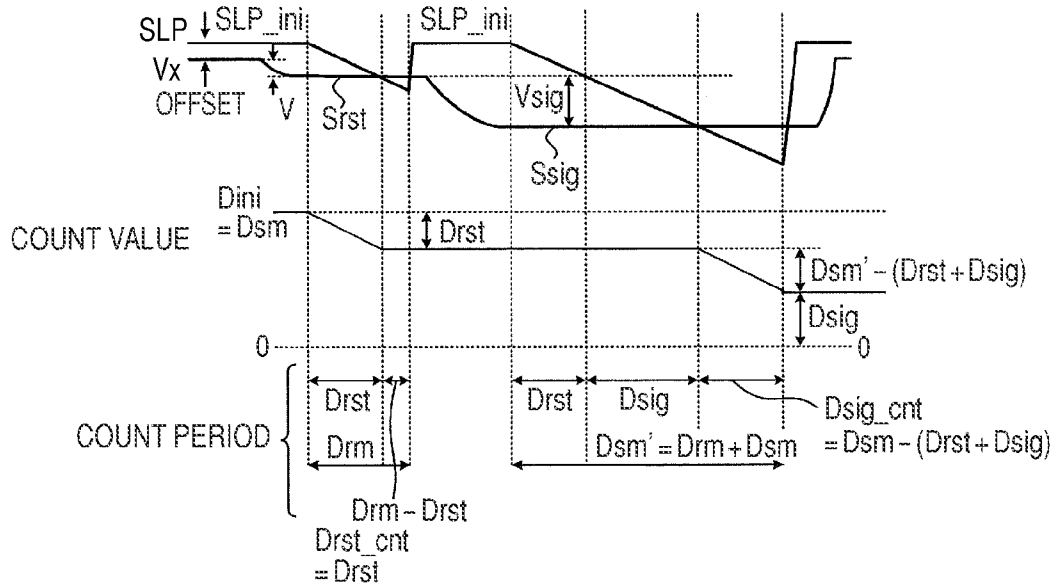 SLP SLP_ini SLP_ini
Vx
OFFSET V Srst Vsig
Ssig
Dini
= Dsm
COUNT VALUE Drst
Dsm' − (Drst + Dsig)
Dsig
0 0
Drst Drst Dsig
Dsig_cnt
= Dsm − (Drst + Dsig)
COUNT PERIOD
Drm Dsm' = Drm + Dsm
Drm − Drst
Drst_cnt
= Drst